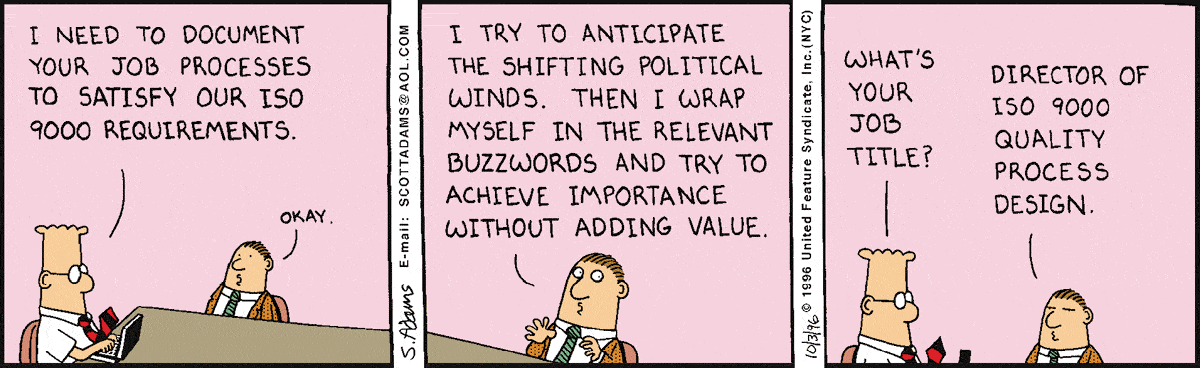 I NEED TO DOCUMENT
YOUR JOB PROCESSES
TO SATISFY OUR ISO
9000 REQUIREMENTS.
OKAY.
S. Adams E-mail: SCOTTADAMS@AOL.COM
I TRY TO ANTICIPATE
THE SHIFTING POLITICAL
WINDS. THEN I WRAP
MYSELF IN THE RELEVANT
BUZZWORDS AND TRY TO
ACHIEVE IMPORTANCE
WITHOUT ADDING VALUE.
10/3/96 © 1996 United Feature Syndicate, Inc.(NYC)
WHAT'S
YOUR
JOB
TITLE?
DIRECTOR OF
ISO 9000
QUALITY
PROCESS
DESIGN.